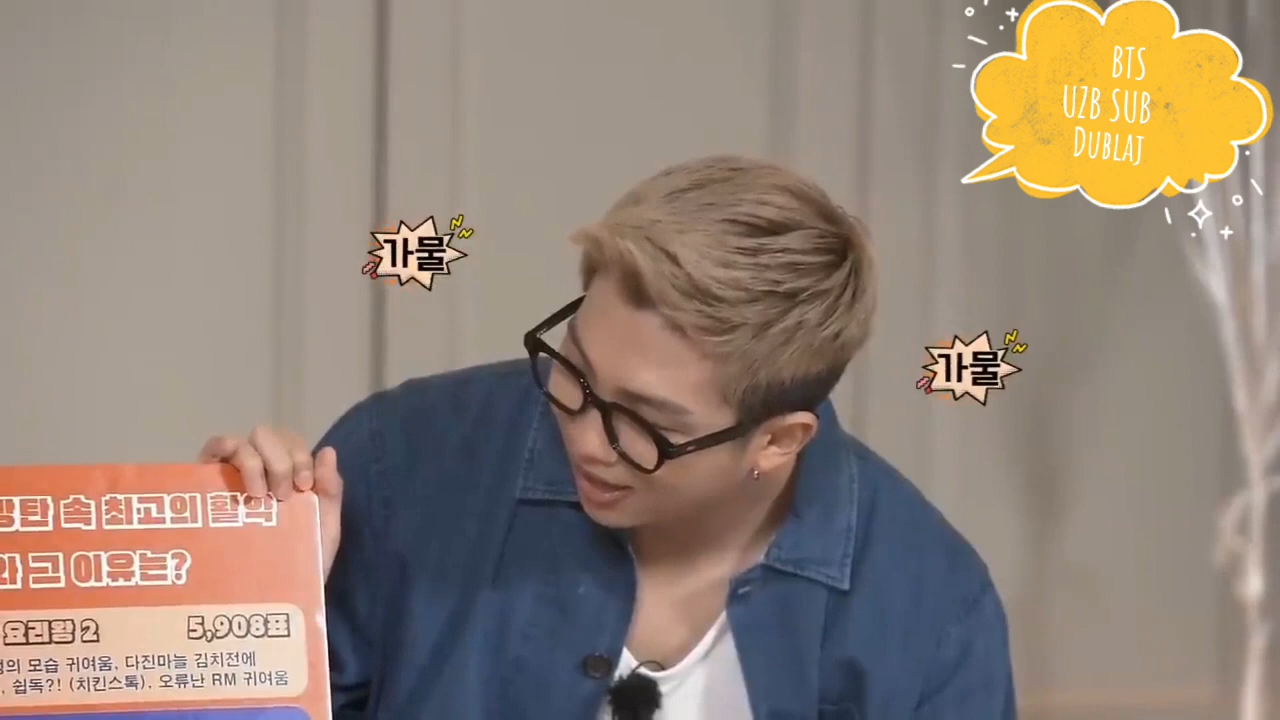 BTS
UZB SUB
DUBLAJ
가물
가물
방탄 속 최고의 활약
와 그 이유는?
요리왕 2 5,908표
의 모습 귀여움, 다진마늘 김치전에
, 쉽독?! (치킨스톡). 오류난 RM 귀여움